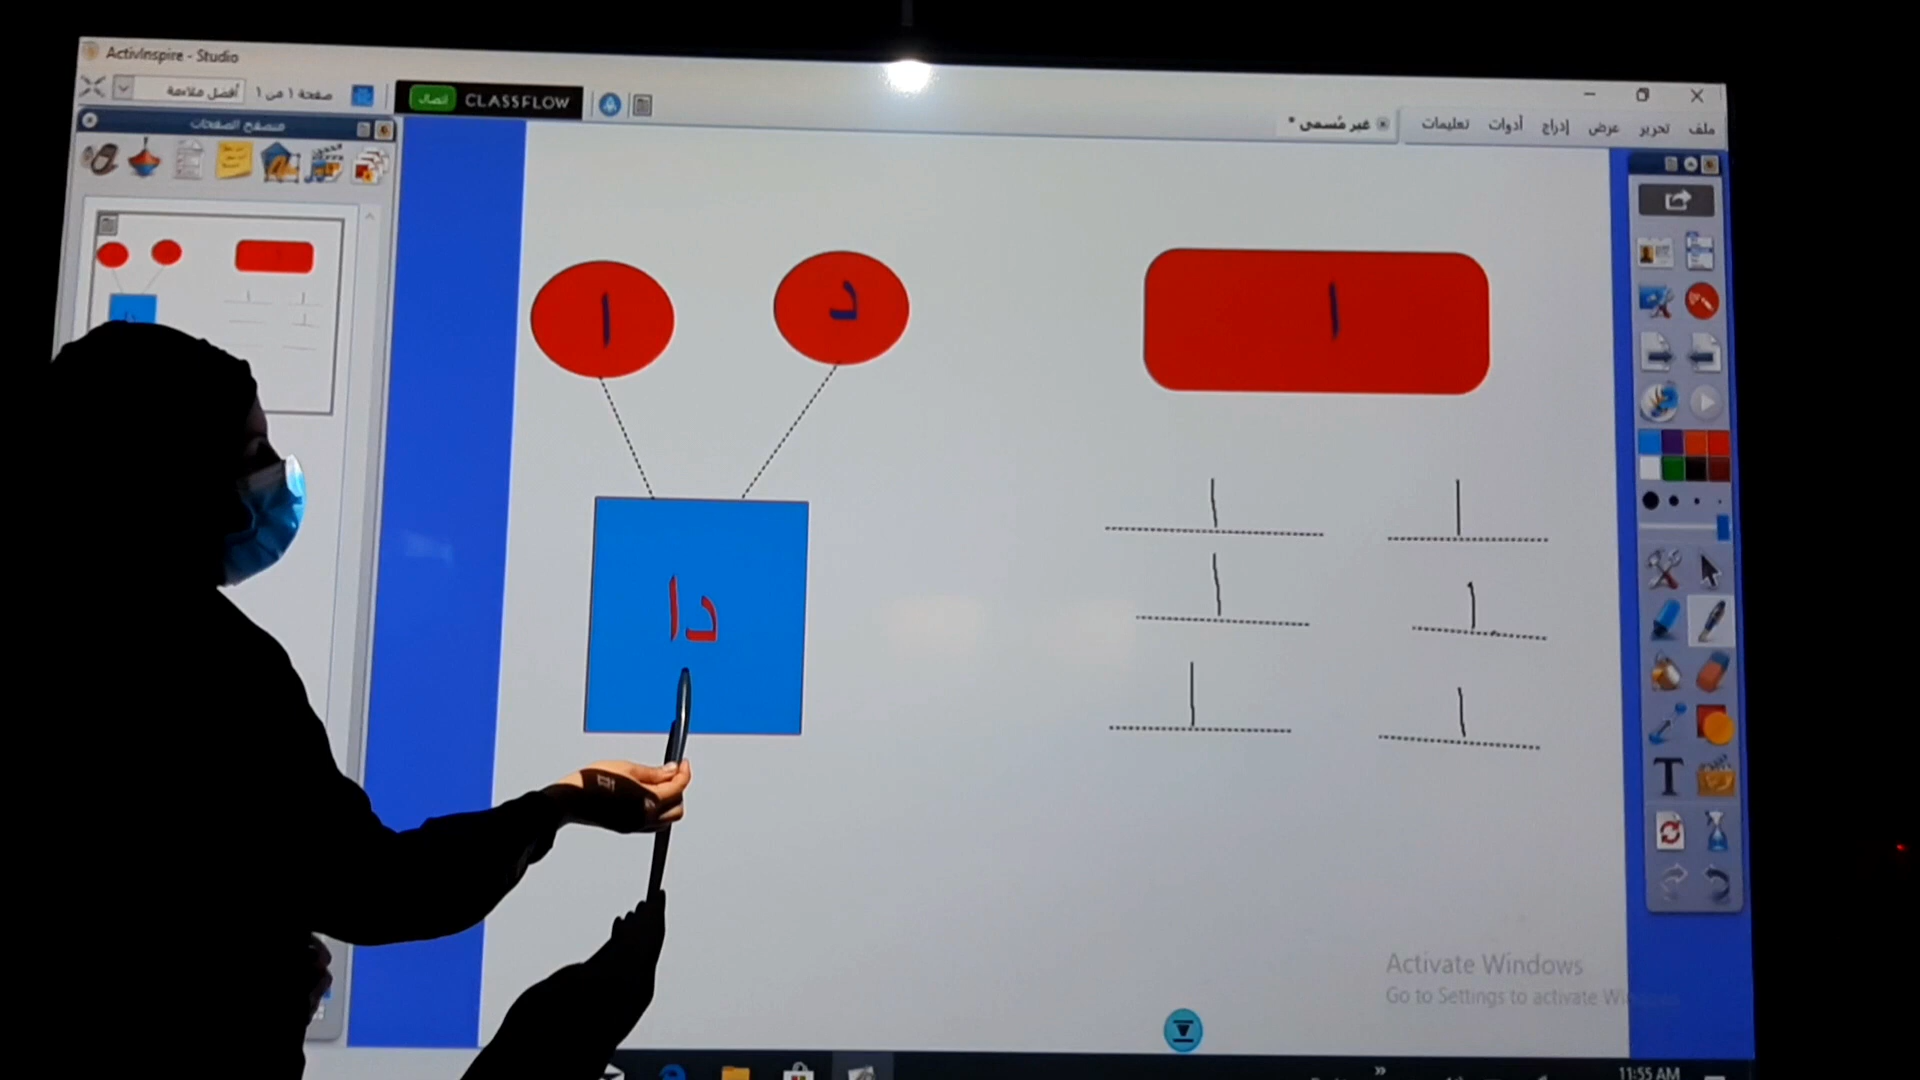 ActivInspire - Studio
أفضل ملاءمة
صفحة ١ من ١
اتصال
CLASSFLOW
غير مُسمى *
ملف تحرير عرض إدراج أدوات تعليمات
متصفح الصفحات
د ا
ا
دا
ا ا
ا ا
ا ا
T
Activate Windows
Go to Settings to activate
11:55 AM